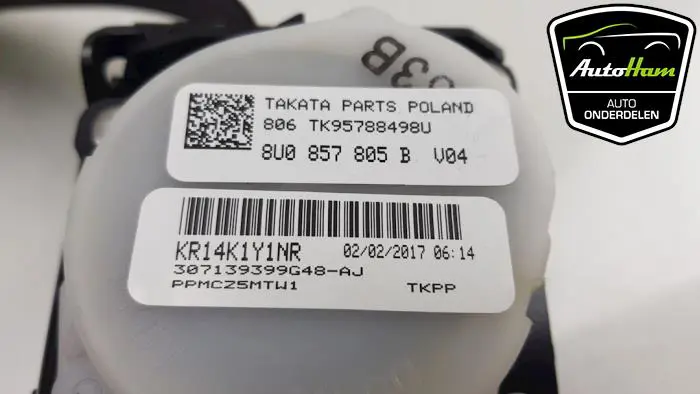 63B
TAKATA PARTS POLAND
806 TK95788498U
8U0 857 805 B V04
KR14K1Y1NR 02/02/2017 06:14
307139399G48-AJ
PPMCZ5MTW1 TKPP
AutoHam
AUTO
ONDERDELEN